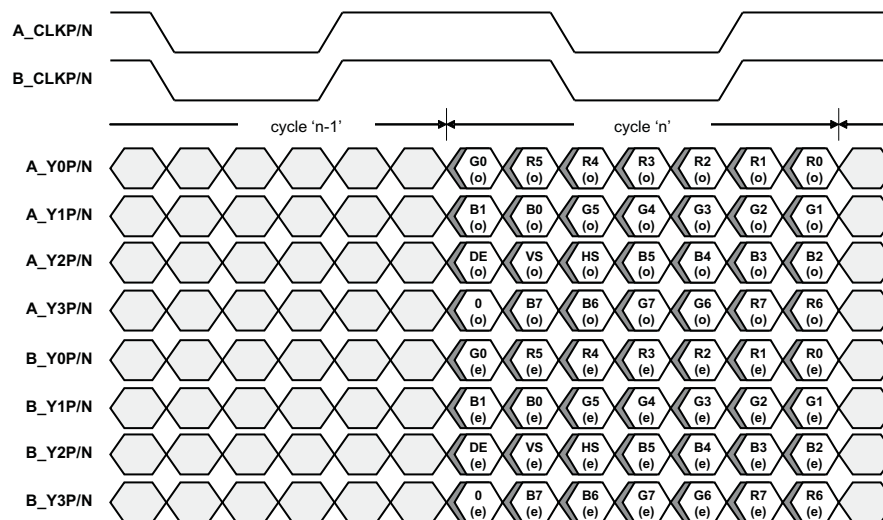 A_CLKP/N
B_CLKP/N
cycle ‘n-1’ cycle ‘n’
A_Y0P/N G0 (o) R5 (o) R4 (o) R3 (o) R2 (o) R1 (o) R0 (o)
A_Y1P/N B1 (o) B0 (o) G5 (o) G4 (o) G3 (o) G2 (o) G1 (o)
A_Y2P/N DE (o) VS (o) HS (o) B5 (o) B4 (o) B3 (o) B2 (o)
A_Y3P/N 0 (o) B7 (o) B6 (o) G7 (o) G6 (o) R7 (o) R6 (o)
B_Y0P/N G0 (e) R5 (e) R4 (e) R3 (e) R2 (e) R1 (e) R0 (e)
B_Y1P/N B1 (e) B0 (e) G5 (e) G4 (e) G3 (e) G2 (e) G1 (e)
B_Y2P/N DE (e) VS (e) HS (e) B5 (e) B4 (e) B3 (e) B2 (e)
B_Y3P/N 0 (e) B7 (e) B6 (e) G7 (e) G6 (e) R7 (e) R6 (e)